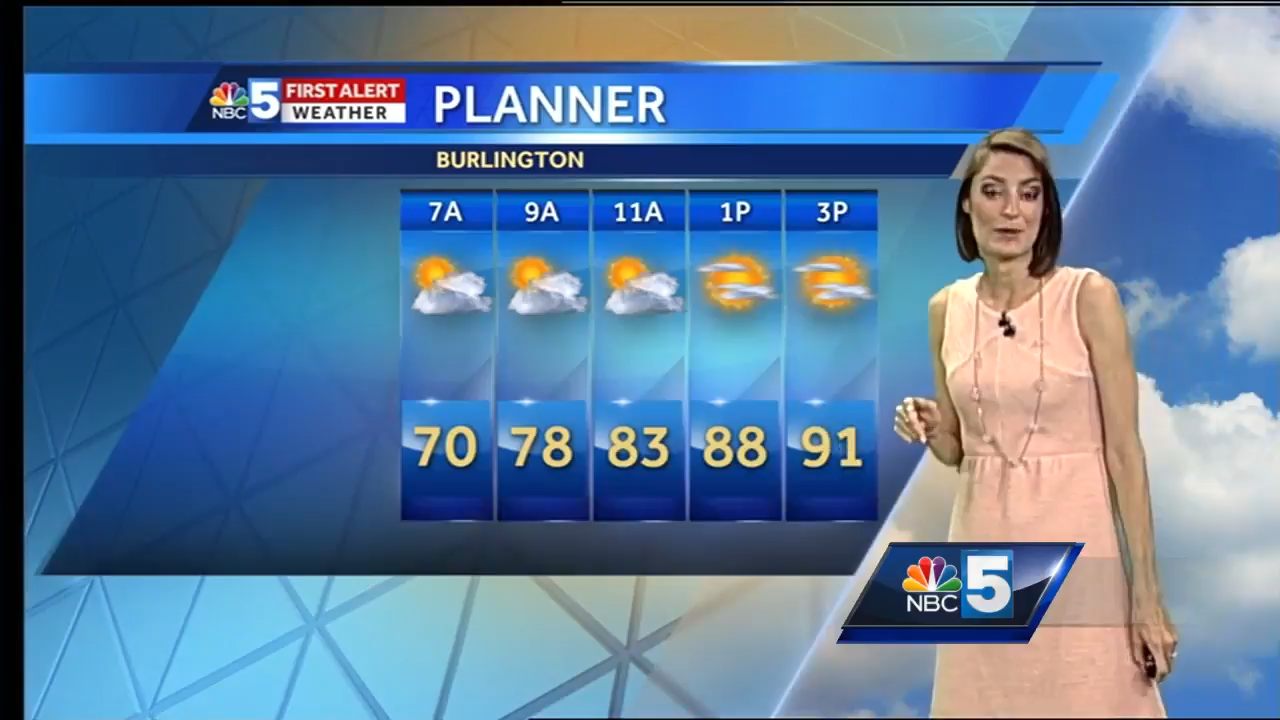 NBC 5 FIRST ALERT WEATHER PLANNER
BURLINGTON
7A 9A 11A 1P 3P
70 78 83 88 91
NBC 5